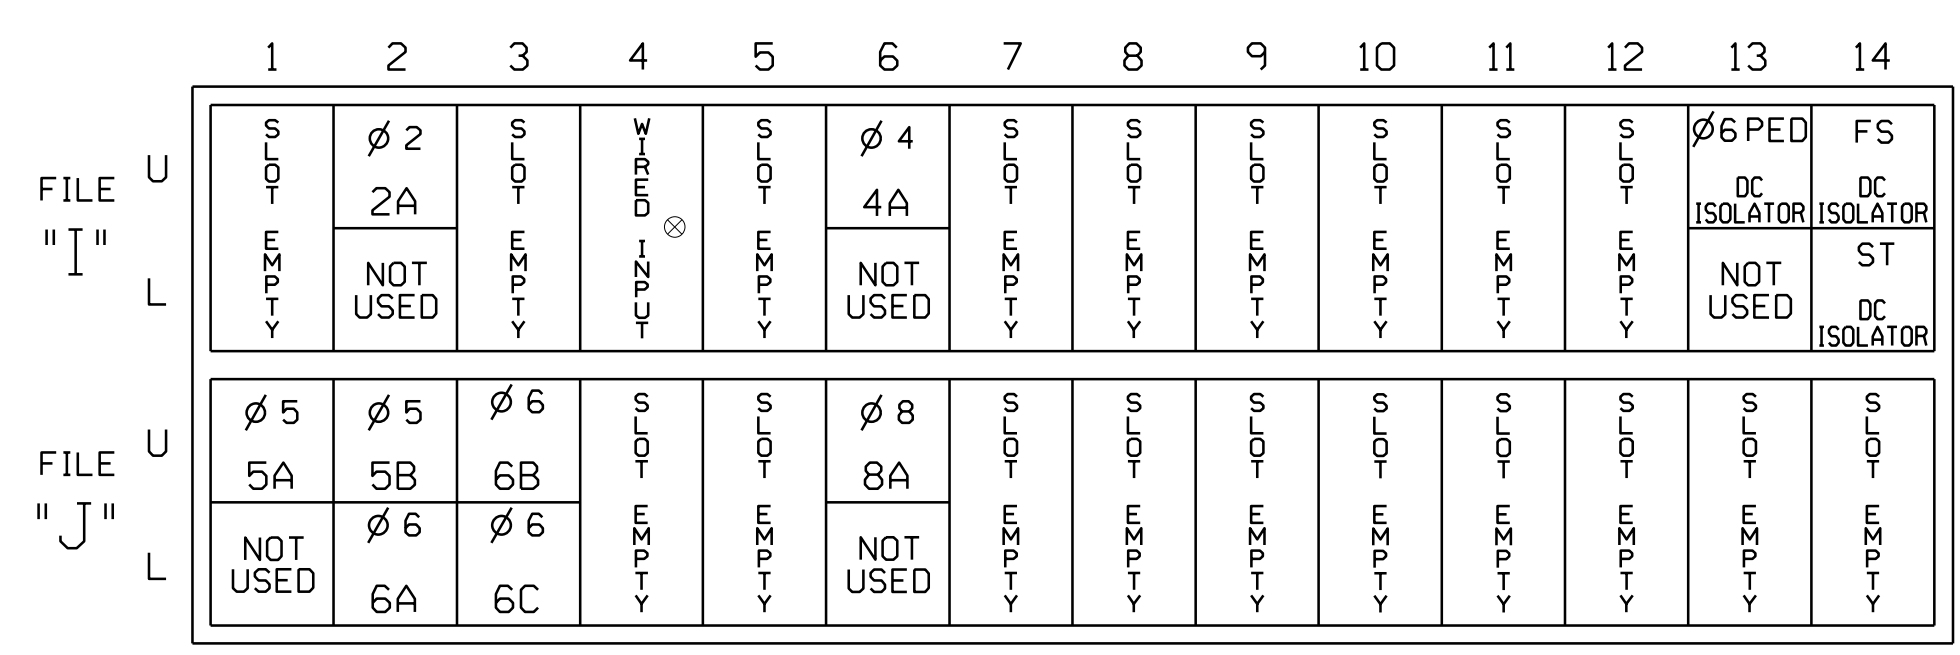 1 2 3 4 5 6 7 8 9 10 11 12 13 14
FILE
"I"
U
L
SLOT EMPTY
Ø 2
2A
NOT
USED
SLOT EMPTY
WIRED INPUT
SLOT EMPTY
Ø 4
4A
NOT
USED
SLOT EMPTY
SLOT EMPTY
SLOT EMPTY
SLOT EMPTY
SLOT EMPTY
SLOT EMPTY
Ø6 PED
DC
ISOLATOR
NOT
USED
FS
DC
ISOLATOR
ST
DC
ISOLATOR
FILE
"J"
U
L
Ø 5
5A
NOT
USED
Ø 5
5B
Ø 6
6A
Ø 6
6B
Ø 6
6C
SLOT EMPTY
SLOT EMPTY
Ø 8
8A
NOT
USED
SLOT EMPTY
SLOT EMPTY
SLOT EMPTY
SLOT EMPTY
SLOT EMPTY
SLOT EMPTY
SLOT EMPTY
SLOT EMPTY